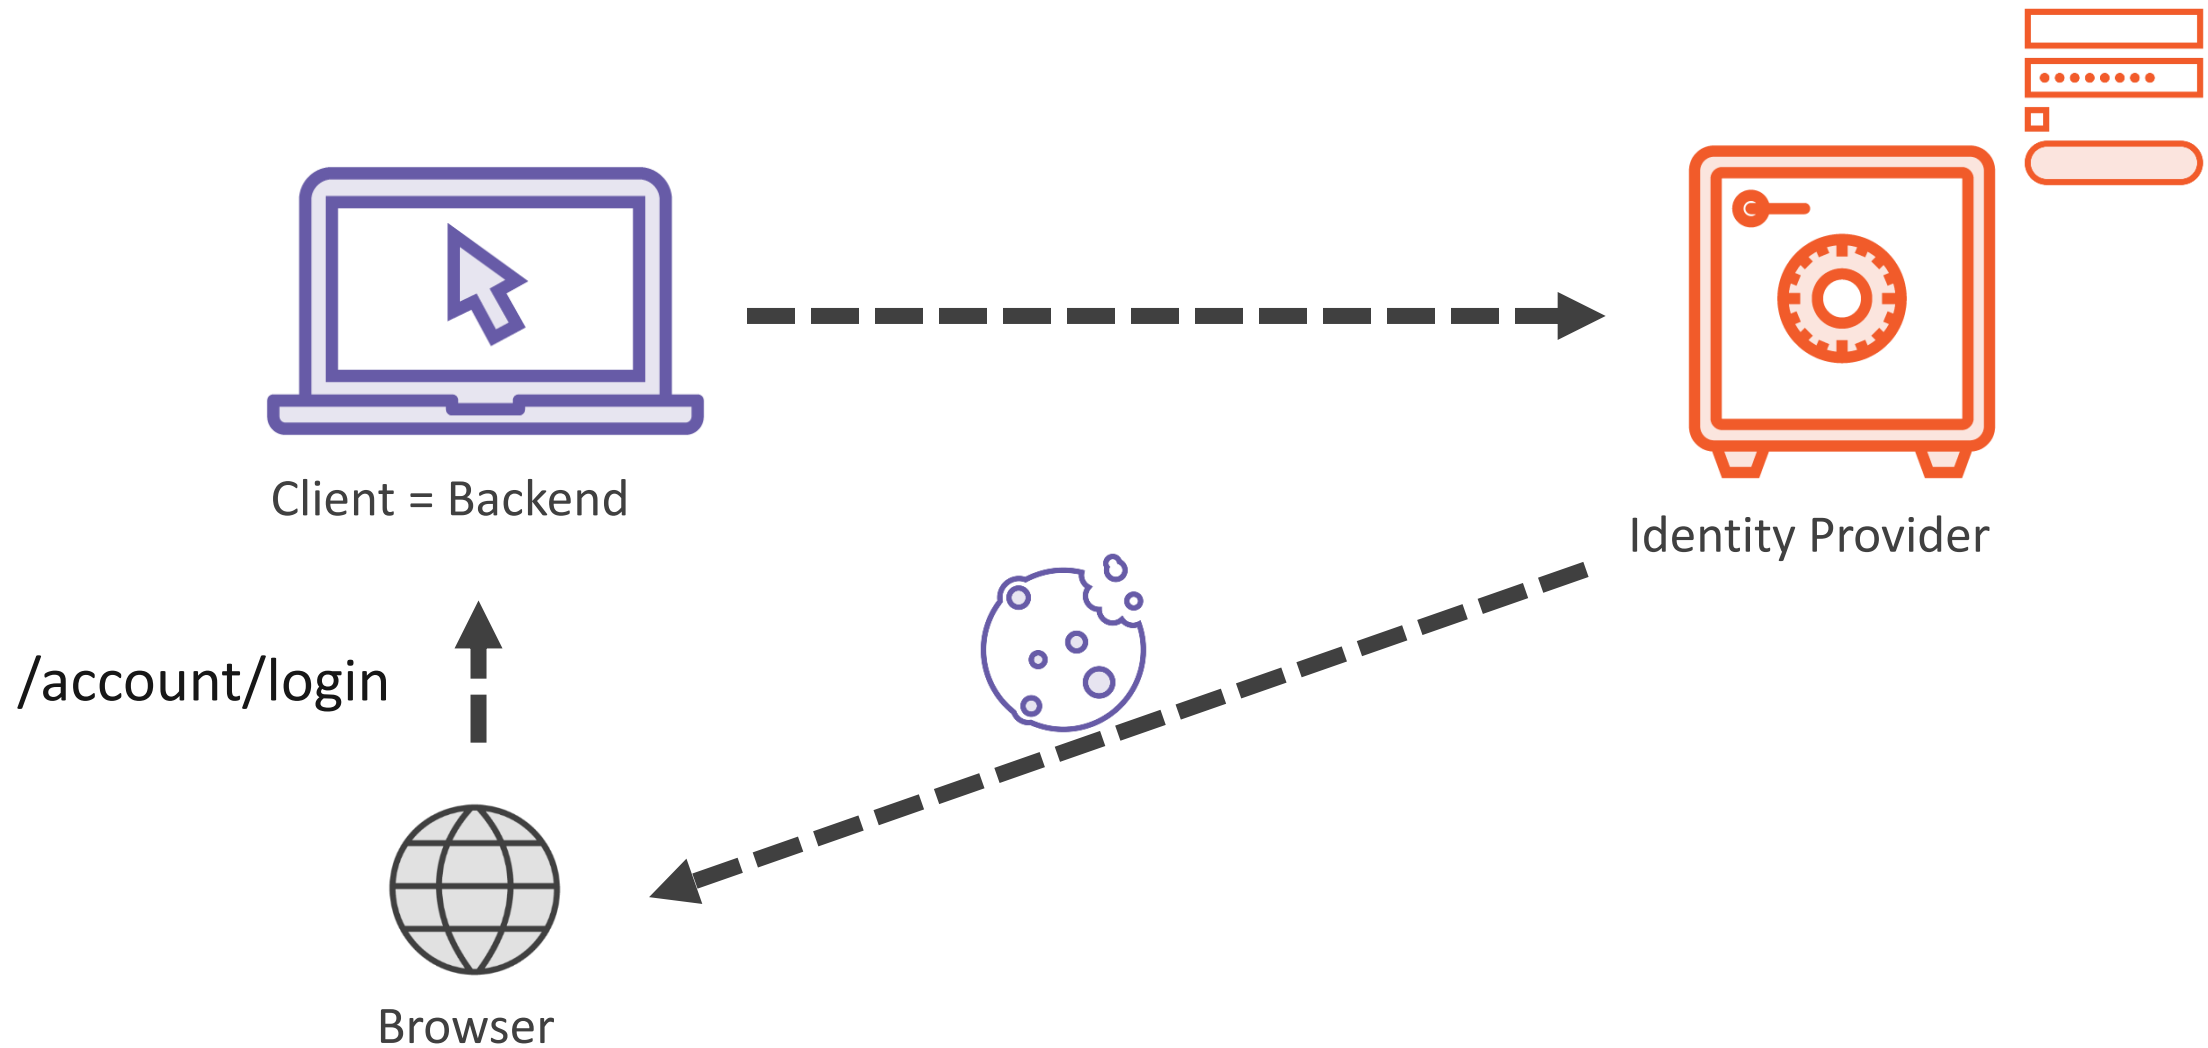 Client = Backend
Identity Provider
/account/login
Browser